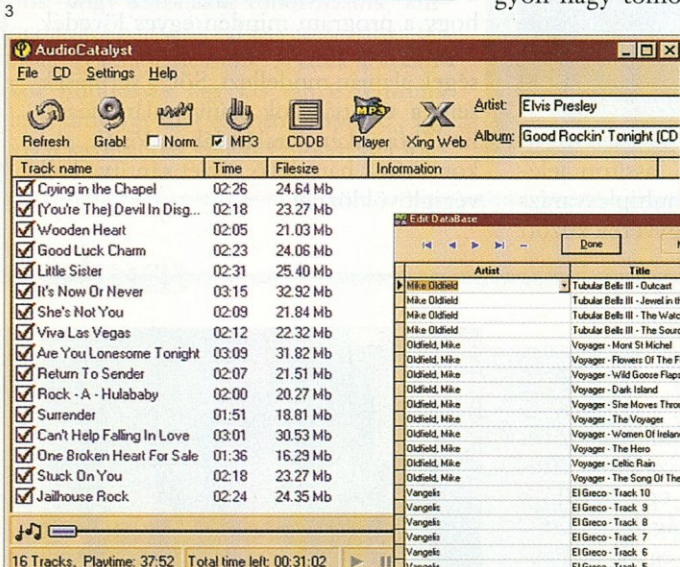 3
AudioCatalyst
File CD Settings Help
Refresh Grab! Norm. MP3 CDDB Player Xing Web
Artist: Elvis Presley
Album: Good Rockin' Tonight (CD
Track name Time Filesize Information
Crying in the Chapel 02:26 24.64 Mb
(You're The) Devil In Disg... 02:18 23.27 Mb
Wooden Heart 02:05 21.03 Mb
Good Luck Charm 02:23 24.06 Mb
Little Sister 02:31 25.40 Mb
It's Now Or Never 03:15 32.92 Mb
She's Not You 02:09 21.84 Mb
Viva Las Vegas 02:12 22.32 Mb
Are You Lonesome Tonight 03:09 31.82 Mb
Return To Sender 02:07 21.51 Mb
Rock - A - Hulababy 02:00 20.27 Mb
Surrender 01:51 18.81 Mb
Can't Help Falling In Love 03:01 30.53 Mb
One Broken Heart For Sale 01:36 16.29 Mb
Stuck On You 02:18 23.27 Mb
Jailhouse Rock 02:24 24.35 Mb
16 Tracks, Playtime: 37:52 Total time left: 00:31:02
Edit DataBase
Done
Artist Title
Mike Oldfield Tubular Bells III - Outcast
Mike Oldfield Tubular Bells III - Jewel in th
Mike Oldfield Tubular Bells III - The Watc
Mike Oldfield Tubular Bells III - The Sourc
Oldfield, Mike Voyager - Mont St Michel
Oldfield, Mike Voyager - Flowers Of The F
Oldfield, Mike Voyager - Wild Goose Flaps
Oldfield, Mike Voyager - Dark Island
Oldfield, Mike Voyager - She Moves Throu
Oldfield, Mike Voyager - The Voyager
Oldfield, Mike Voyager - Women Of Ireland
Oldfield, Mike Voyager - The Hero
Oldfield, Mike Voyager - Celtic Rain
Oldfield, Mike Voyager - The Song Of The
Vangelis El Greco - Track 10
Vangelis El Greco - Track 9
Vangelis El Greco - Track 8
Vangelis El Greco - Track 7
Vangelis El Greco - Track 6
Vangelis El Greco - Track 5